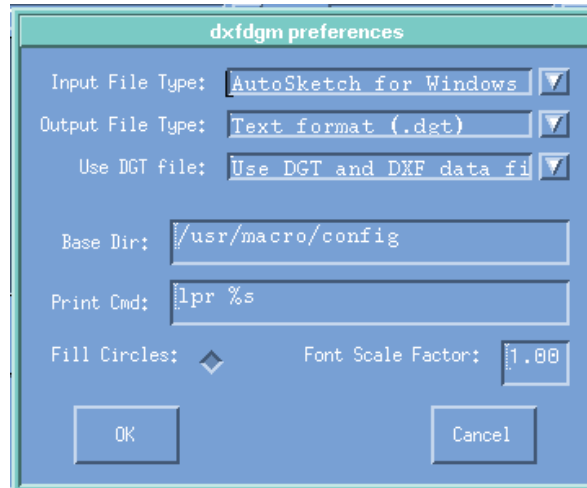 dxfdgm preferences
Input File Type: AutoSketch for Windows
Output File Type: Text format (.dgt)
Use DGT file: Use DGT and DXF data fi
Base Dir: /usr/macro/config
Print Cmd: lpr %s
Fill Circles: Font Scale Factor: 1.00
OK Cancel